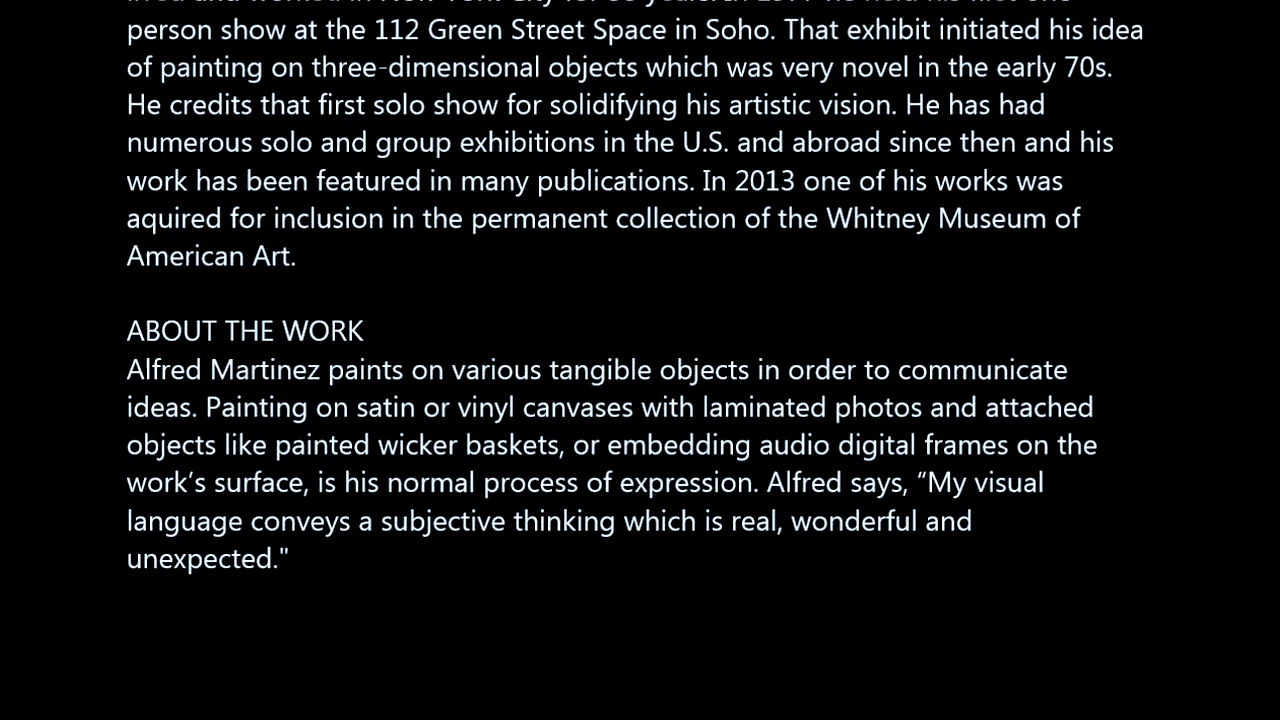 person show at the 112 Green Street Space in Soho. That exhibit initiated his idea
of painting on three-dimensional objects which was very novel in the early 70s.
He credits that first solo show for solidifying his artistic vision. He has had
numerous solo and group exhibitions in the U.S. and abroad since then and his
work has been featured in many publications. In 2013 one of his works was
aquired for inclusion in the permanent collection of the Whitney Museum of
American Art.
ABOUT THE WORK
Alfred Martinez paints on various tangible objects in order to communicate
ideas. Painting on satin or vinyl canvases with laminated photos and attached
objects like painted wicker baskets, or embedding audio digital frames on the
work’s surface, is his normal process of expression. Alfred says, “My visual
language conveys a subjective thinking which is real, wonderful and
unexpected."